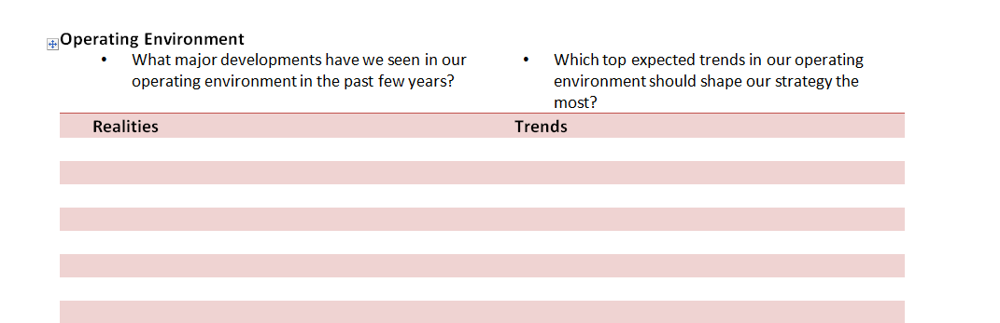 Operating Environment
• What major developments have we seen in our
operating environment in the past few years?
• Which top expected trends in our operating
environment should shape our strategy the
most?
Realities
Trends